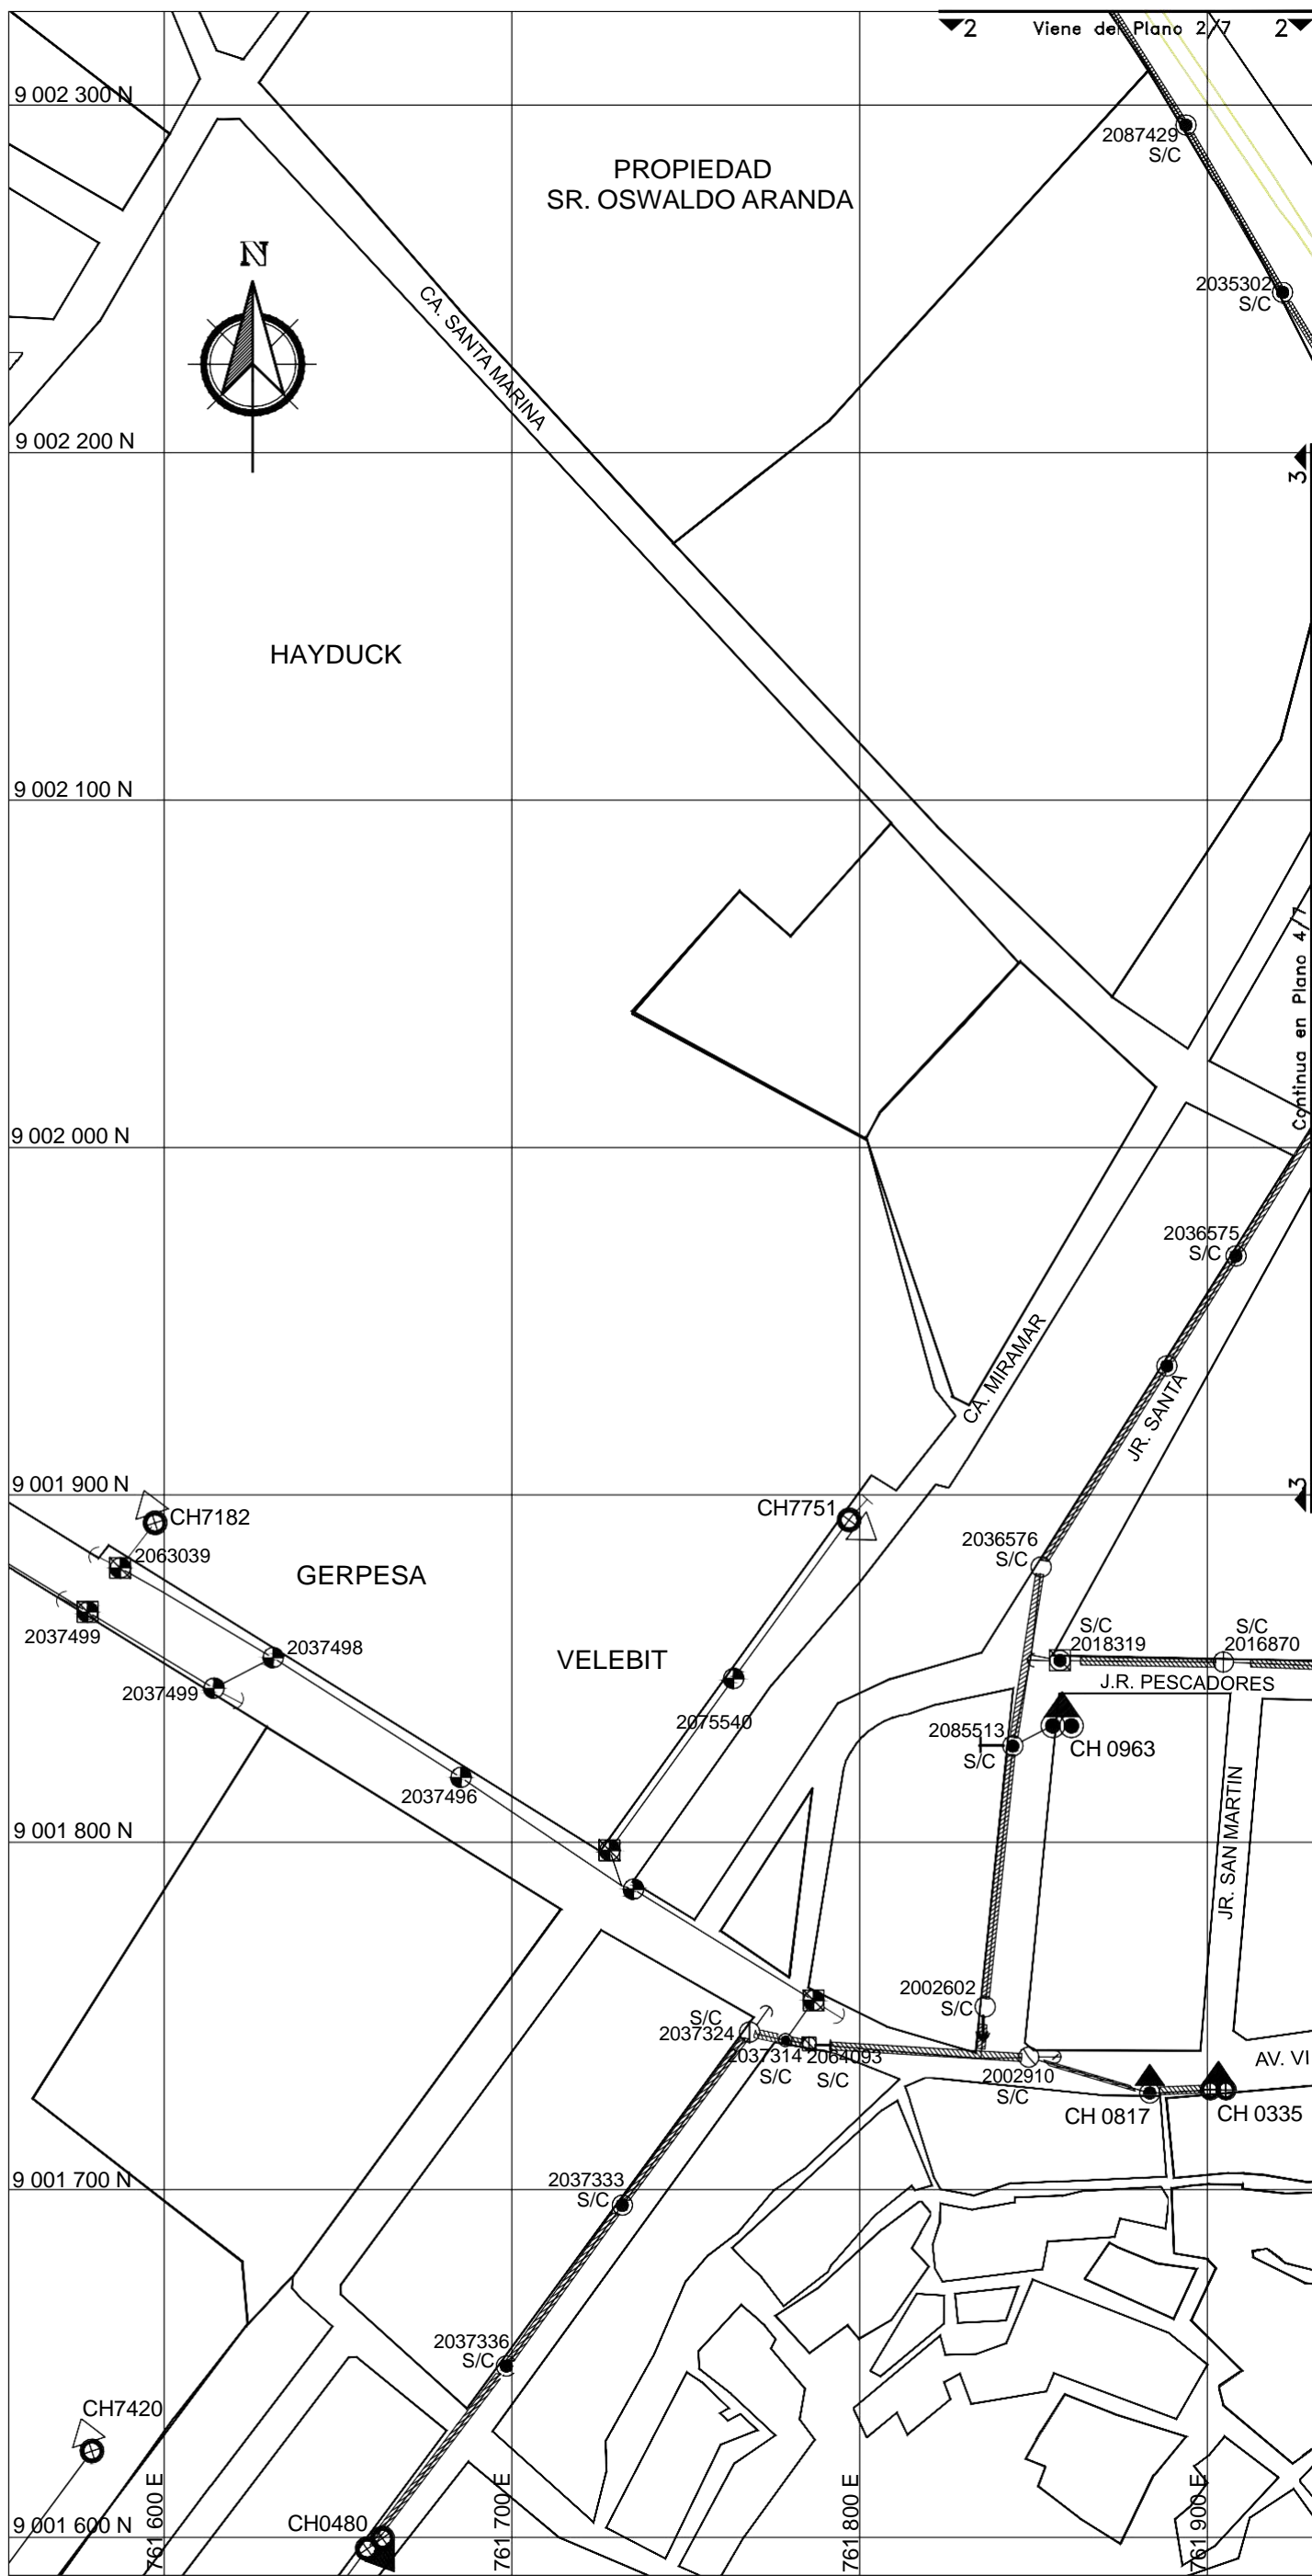 2
Viene del Plano 2/7
2
9 002 300 N
2087429
S/C
PROPIEDAD
SR. OSWALDO ARANDA
N
2035302
S/C
CA. SANTA MARINA
9 002 200 N
3
HAYDUCK
9 002 100 N
Continua en Plano 4/7
9 002 000 N
2036575
S/C
CA. MIRAMAR
JR. SANTA
9 001 900 N
3
CH7182
CH7751
2063039
2036576
S/C
GERPESA
2037499
2037498
VELEBIT
S/C
2018319
S/C
2016870
J.R. PESCADORES
2037499
2075540
2085513
S/C
CH 0963
2037496
JR. SAN MARTIN
9 001 800 N
2002602
S/C
S/C
2037324
2037314
S/C
2064093
S/C
2002910
S/C
AV. VI
CH 0817
CH 0335
9 001 700 N
2037333
S/C
2037336
S/C
CH7420
CH0480
9 001 600 N
761 600 E
761 700 E
761 800 E
761 900 E